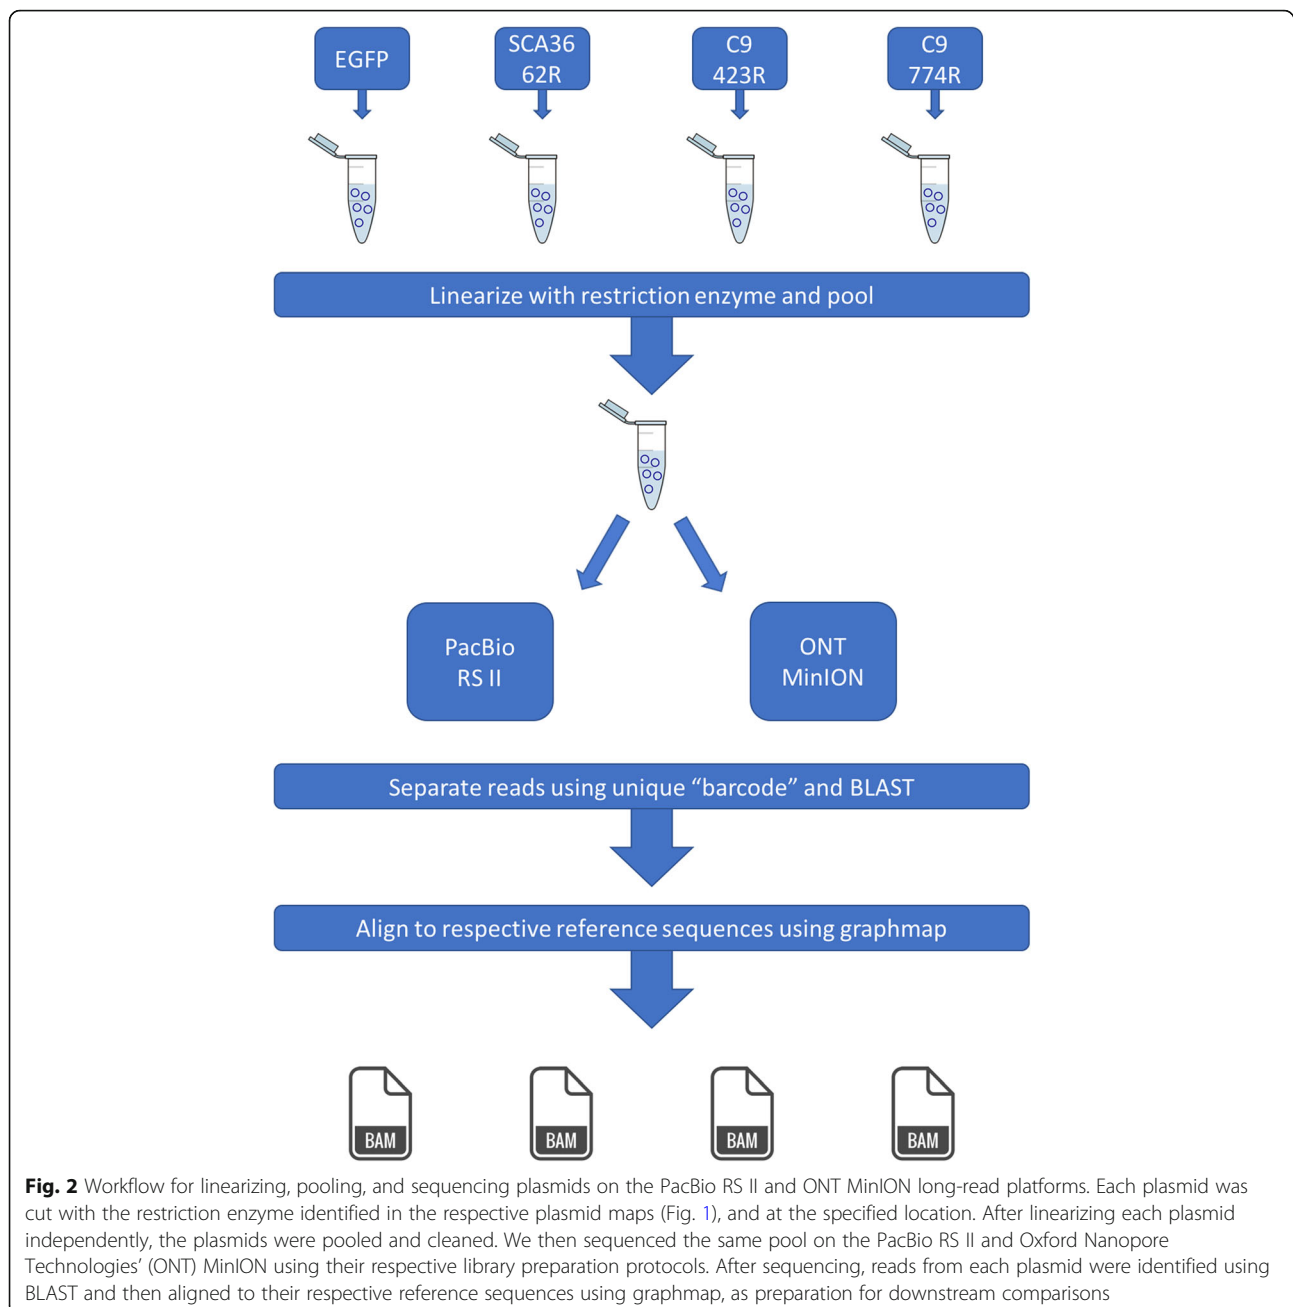 EGFP
SCA36
62R
C9
423R
C9
774R
Linearize with restriction enzyme and pool
PacBio
RS II
ONT
MinION
Separate reads using unique “barcode” and BLAST
Align to respective reference sequences using graphmap
BAM
BAM
BAM
BAM
Fig. 2 Workflow for linearizing, pooling, and sequencing plasmids on the PacBio RS II and ONT MinION long-read platforms. Each plasmid was
cut with the restriction enzyme identified in the respective plasmid maps (Fig. 1), and at the specified location. After linearizing each plasmid
independently, the plasmids were pooled and cleaned. We then sequenced the same pool on the PacBio RS II and Oxford Nanopore
Technologies’ (ONT) MinION using their respective library preparation protocols. After sequencing, reads from each plasmid were identified using
BLAST and then aligned to their respective reference sequences using graphmap, as preparation for downstream comparisons